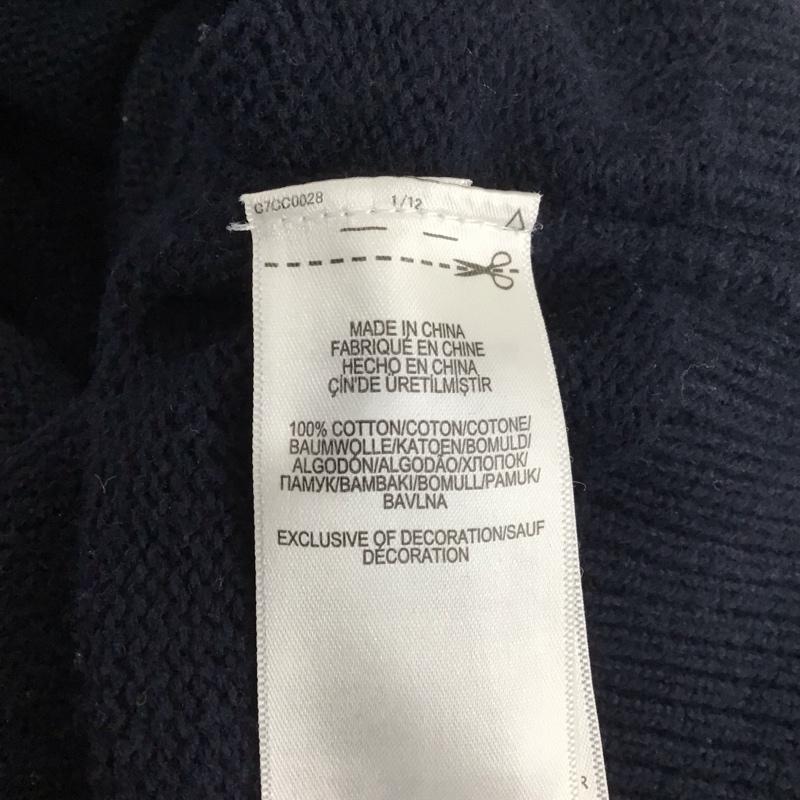 C7CC0028 1/12
MADE IN CHINA
FABRIQUÉ EN CHINE
HECHO EN CHINA
ÇİN'DE ÜRETİLMİŞTİR
100% COTTON/COTON/COTONE/
BAUMWOLLE/KATOEN/BOMULD/
ALGODÓN/ALGODÃO/ХЛОПОК/
ПАМУК/BAMBAKI/BOMULL/PAMUK/
BAVLNA
EXCLUSIVE OF DECORATION/SAUF
DÉCORATION
R